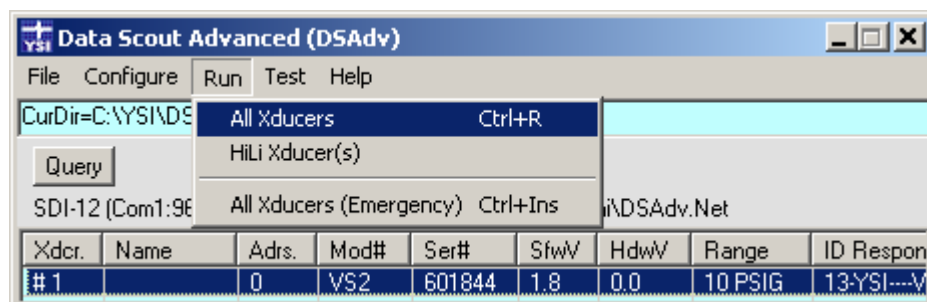 YSI Data Scout Advanced (DSAdv)
File Configure Run Test Help
CurDir=C:\YSI\DS
All Xducers Ctrl+R
HiLi Xducer(s)
Query
All Xducers (Emergency) Ctrl+Ins
SDI-12 (Com1:96 \DSAdv.Net
Xdcr. Name Adrs. Mod# Ser# SfwV HdwV Range ID Respon
#1 0 VS2 601844 1.8 0.0 10 PSIG 13-YSI----V